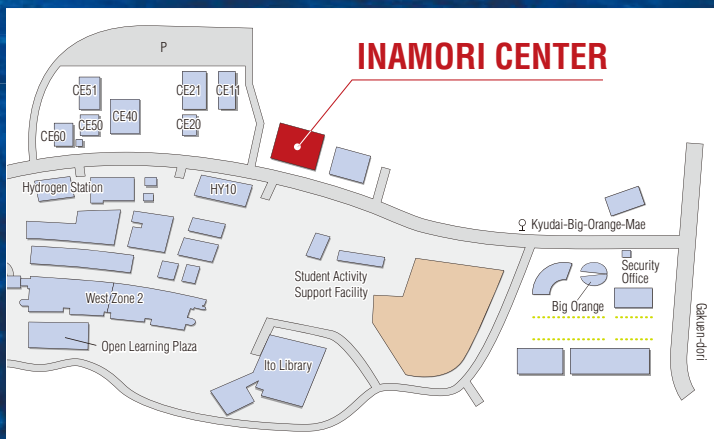 P
INAMORI CENTER
CE51
CE21
CE11
CE40
CE50
CE20
CE60
Hydrogen Station
HY10
Kyudai-Big-Orange-Mae
Student Activity
Support Facility
Security
Office
Big Orange
West Zone 2
Gakuen-dori
Open Learning Plaza
Ito Library